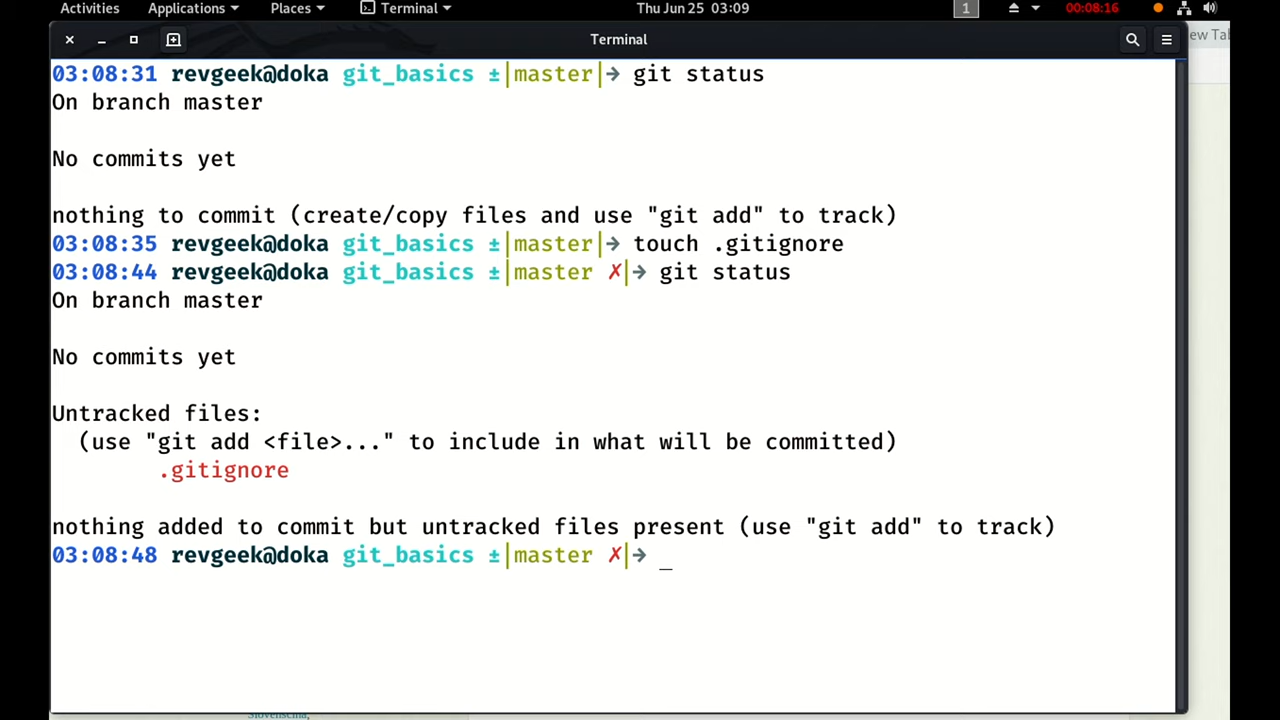 Activities Applications Places Terminal Thu Jun 25 03:09 1 00:08:16
Terminal
ew Tab
03:08:31 revgeek@doka git_basics ±|master|→ git status
On branch master
No commits yet
nothing to commit (create/copy files and use "git add" to track)
03:08:35 revgeek@doka git_basics ±|master|→ touch .gitignore
03:08:44 revgeek@doka git_basics ±|master ✗|→ git status
On branch master
No commits yet
Untracked files:
(use "git add <file>..." to include in what will be committed)
.gitignore
nothing added to commit but untracked files present (use "git add" to track)
03:08:48 revgeek@doka git_basics ±|master ✗|→ _
Slovenščina,